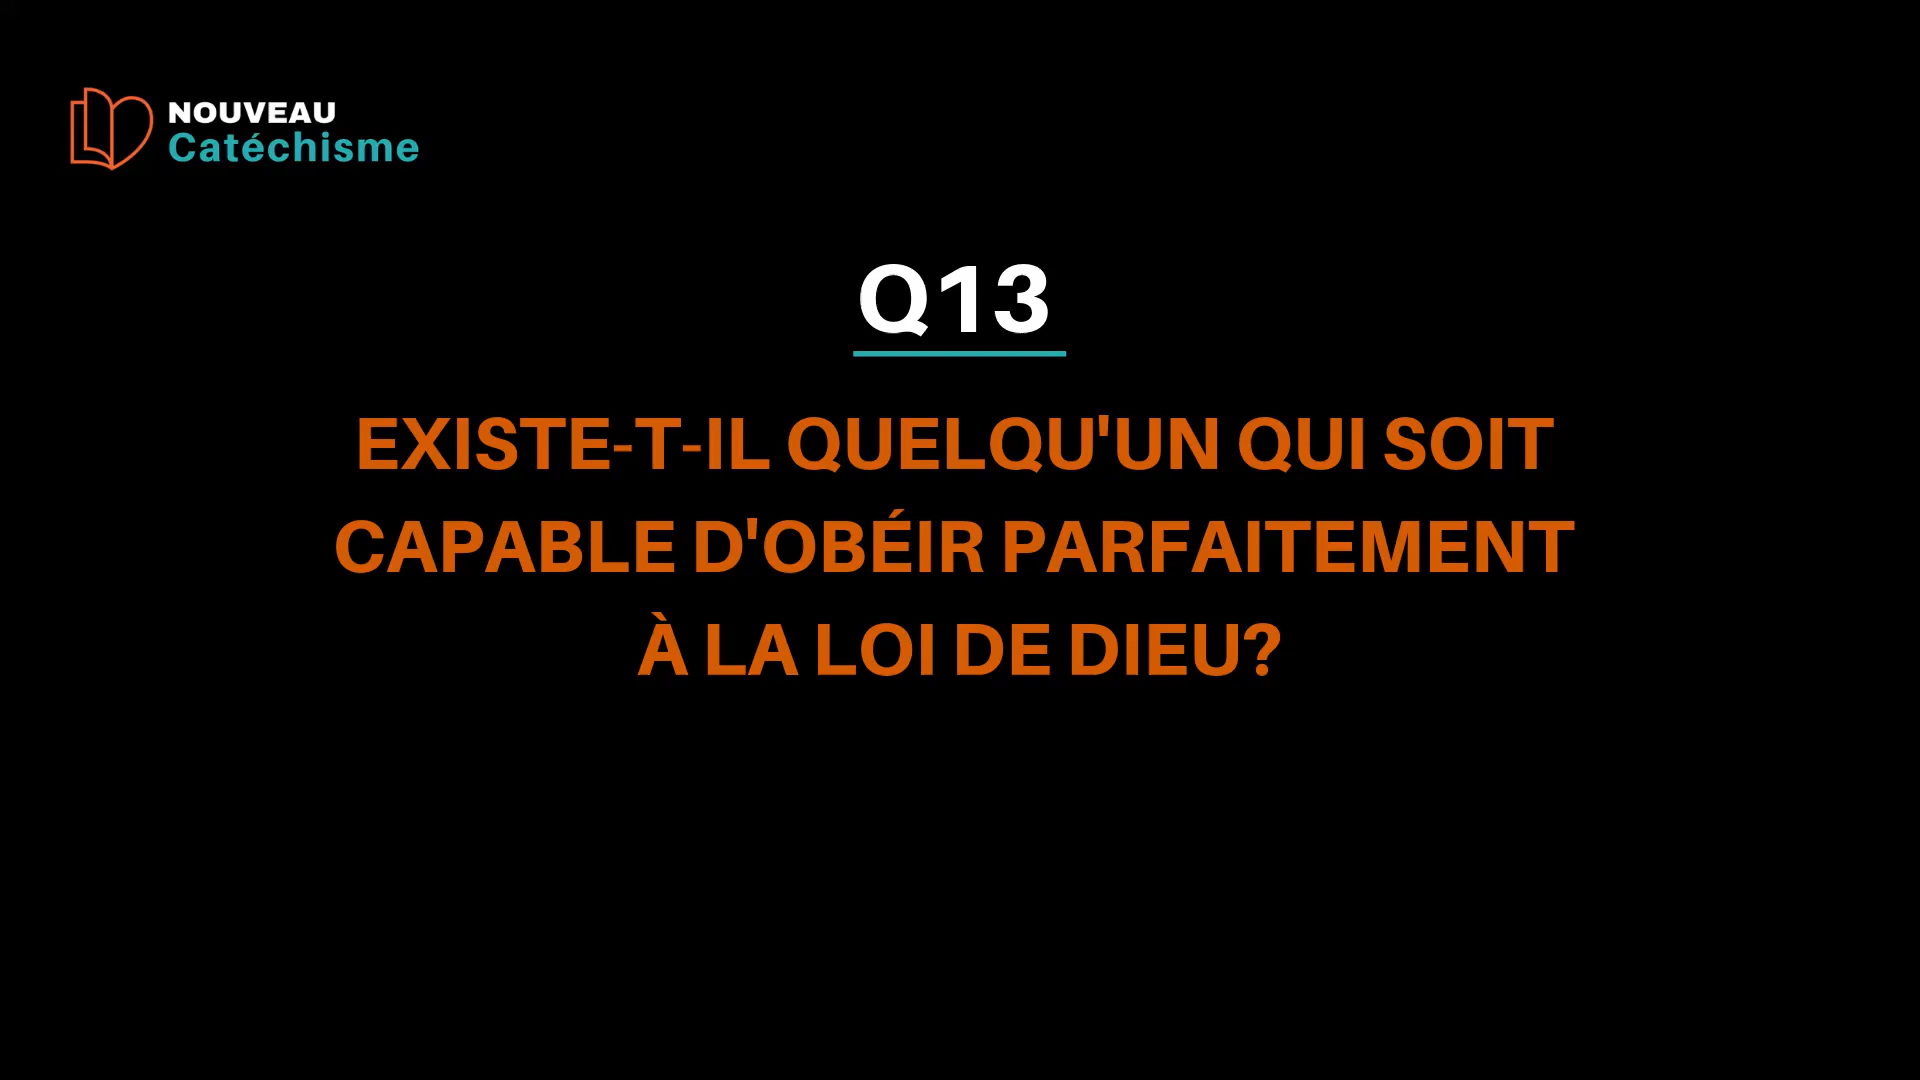 NOUVEAU
Catéchisme
Q13
EXISTE-T-IL QUELQU'UN QUI SOIT
CAPABLE D'OBÉIR PARFAITEMENT
À LA LOI DE DIEU?